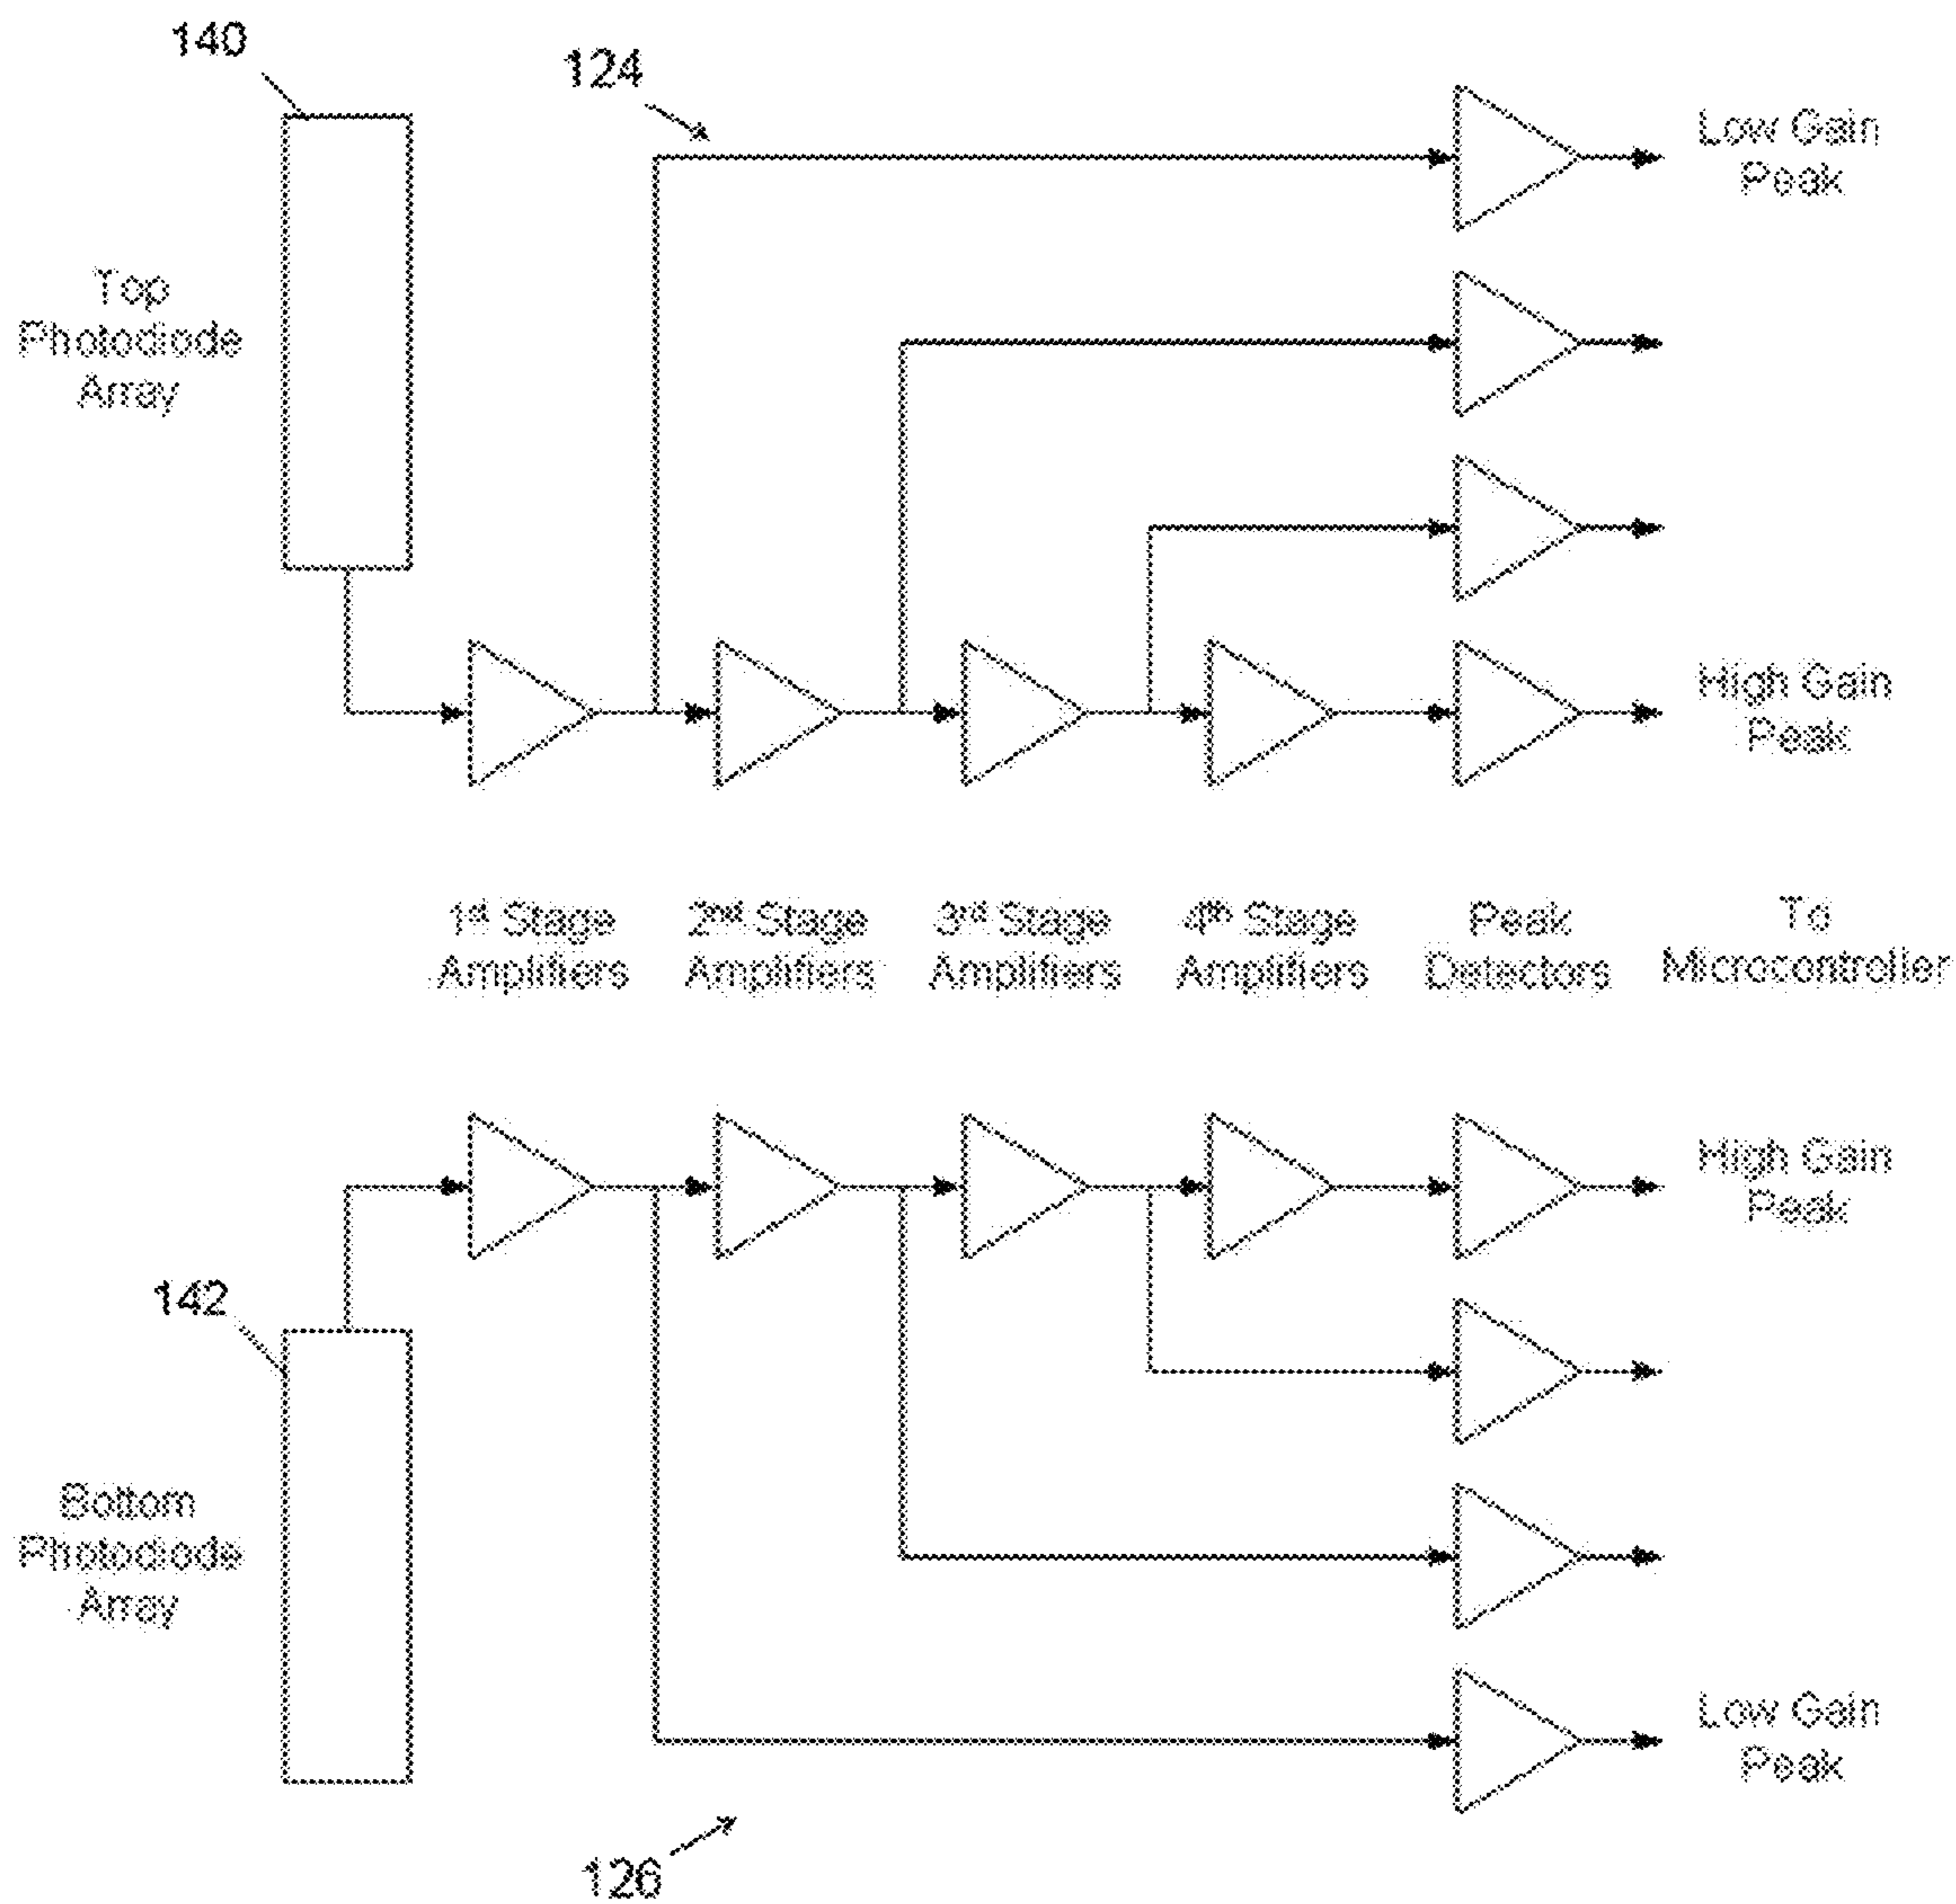 140
124
Low Gain
Peak
Top
Photodiode
Array
High Gain
Peak
1st Stage
Amplifiers
2nd Stage
Amplifiers
3rd Stage
Amplifiers
4th Stage
Amplifiers
Peak
Detectors
To
Microcontroller
High Gain
Peak
142
Bottom
Photodiode
Array
Low Gain
Peak
126